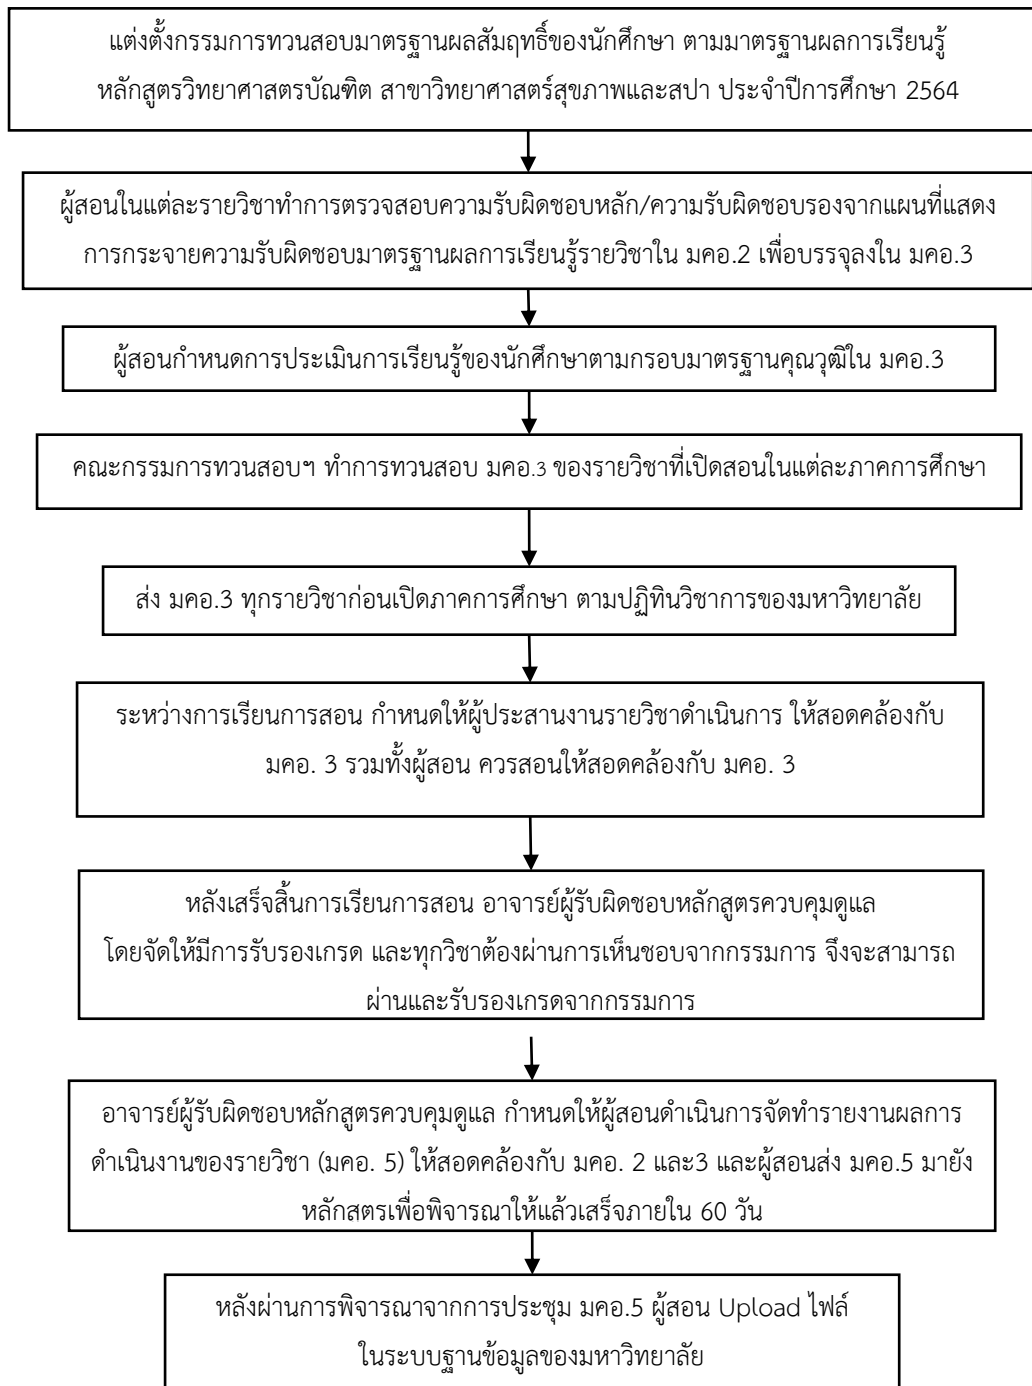 แต่งตั้งกรรมการทวนสอบมาตรฐานผลสัมฤทธิ์ของนักศึกษา ตามมาตรฐานผลการเรียนรู้
หลักสูตรวิทยาศาสตรบัณฑิต สาขาวิทยาศาสตร์สุขภาพและสปา ประจำปีการศึกษา 2564
ผู้สอนในแต่ละรายวิชาทำการตรวจสอบความรับผิดชอบหลัก/ความรับผิดชอบรองจากแผนที่แสดง
การกระจายความรับผิดชอบมาตรฐานผลการเรียนรู้รายวิชาใน มคอ.2 เพื่อบรรจุลงใน มคอ.3
ผู้สอนกำหนดการประเมินการเรียนรู้ของนักศึกษาตามกรอบมาตรฐานคุณวุฒิใน มคอ.3
คณะกรรมการทวนสอบฯ ทำการทวนสอบ มคอ.3 ของรายวิชาที่เปิดสอนในแต่ละภาคการศึกษา
ส่ง มคอ.3 ทุกรายวิชาก่อนเปิดภาคการศึกษา ตามปฏิทินวิชาการของมหาวิทยาลัย
ระหว่างการเรียนการสอน กำหนดให้ผู้ประสานงานรายวิชาดำเนินการ ให้สอดคล้องกับ
มคอ. 3 รวมทั้งผู้สอน ควรสอนให้สอดคล้องกับ มคอ. 3
หลังเสร็จสิ้นการเรียนการสอน อาจารย์ผู้รับผิดชอบหลักสูตรควบคุมดูแล
โดยจัดให้มีการรับรองเกรด และทุกวิชาต้องผ่านการเห็นชอบจากกรรมการ จึงจะสามารถ
ผ่านและรับรองเกรดจากกรรมการ
อาจารย์ผู้รับผิดชอบหลักสูตรควบคุมดูแล กำหนดให้ผู้สอนดำเนินการจัดทำรายงานผลการ
ดำเนินงานของรายวิชา (มคอ. 5) ให้สอดคล้องกับ มคอ. 2 และ3 และผู้สอนส่ง มคอ.5 มายัง
หลักสูตรเพื่อพิจารณาให้แล้วเสร็จภายใน 60 วัน
หลังผ่านการพิจารณาจากการประชุม มคอ.5 ผู้สอน Upload ไฟล์
ในระบบฐานข้อมูลของมหาวิทยาลัย